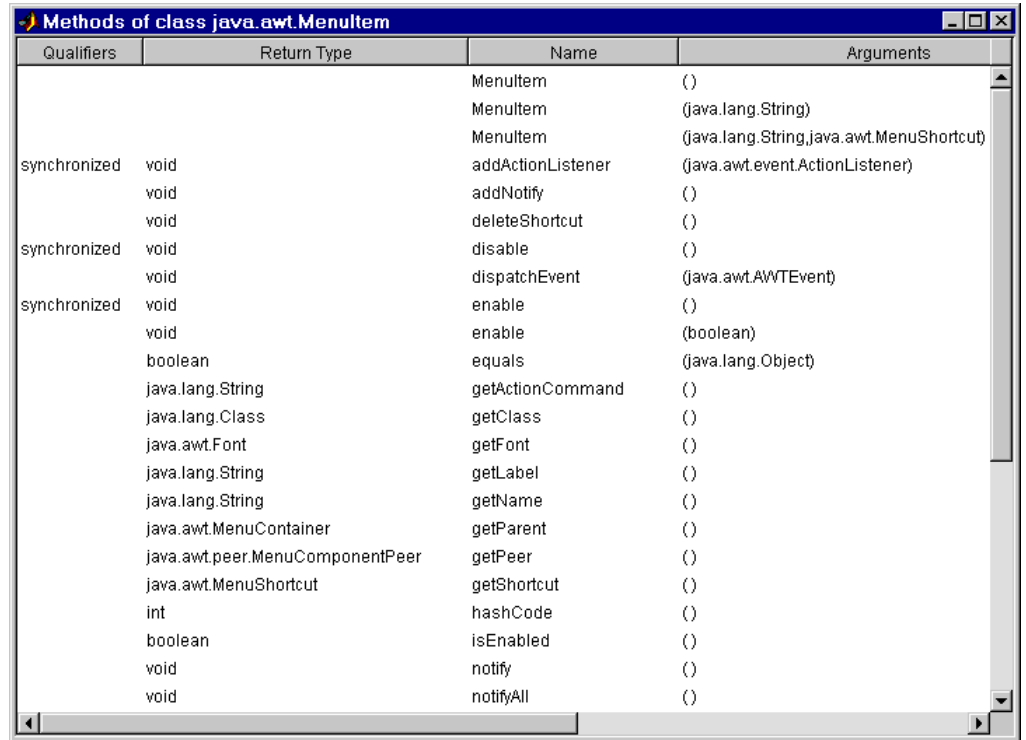 Methods of class java.awt.MenuItem
Qualifiers Return Type Name Arguments
MenuItem ()
MenuItem (java.lang.String)
MenuItem (java.lang.String,java.awt.MenuShortcut)
synchronized void addActionListener (java.awt.event.ActionListener)
void addNotify ()
void deleteShortcut ()
synchronized void disable ()
void dispatchEvent (java.awt.AWTEvent)
synchronized void enable ()
void enable (boolean)
boolean equals (java.lang.Object)
java.lang.String getActionCommand ()
java.lang.Class getClass ()
java.awt.Font getFont ()
java.lang.String getLabel ()
java.lang.String getName ()
java.awt.MenuContainer getParent ()
java.awt.peer.MenuComponentPeer getPeer ()
java.awt.MenuShortcut getShortcut ()
int hashCode ()
boolean isEnabled ()
void notify ()
void notifyAll ()